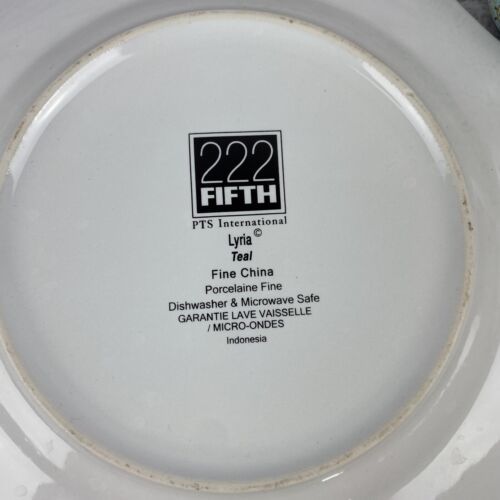 222
FIFTH
PTS International
Lyria©
Teal
Fine China
Porcelaine Fine
Dishwasher & Microwave Safe
GARANTIE LAVE VAISSELLE
/ MICRO-ONDES
Indonesia